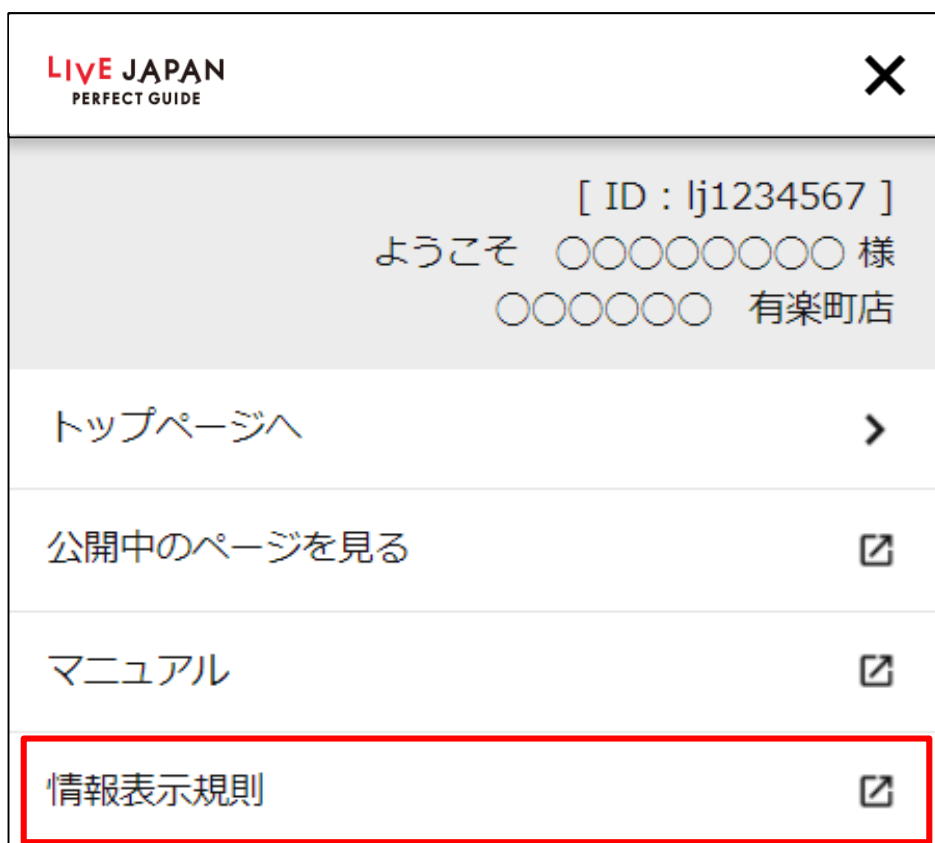 LIVE JAPAN
PERFECT GUIDE
[ ID : lj1234567 ]
ようこそ　○○○○○○○○ 様
○○○○○○　有楽町店
トップページへ
公開中のページを見る
マニュアル
情報表示規則